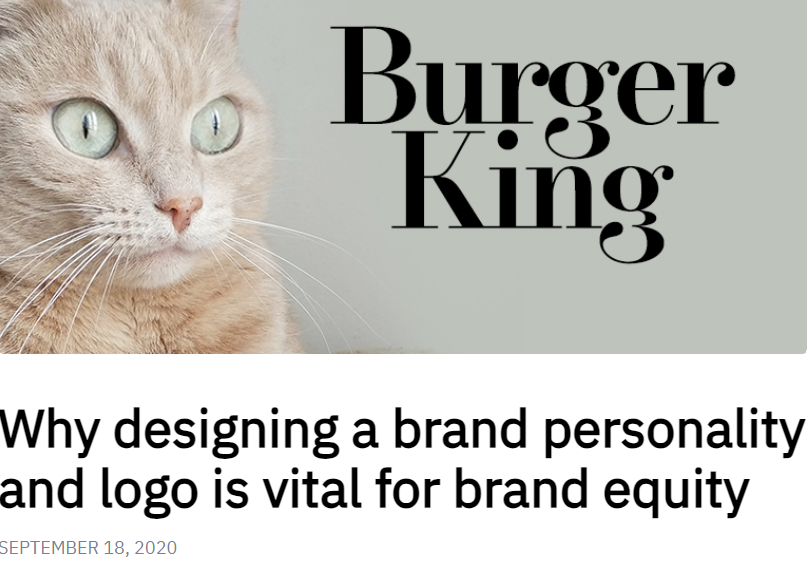 Burger
King
Why designing a brand personality
and logo is vital for brand equity
SEPTEMBER 18, 2020